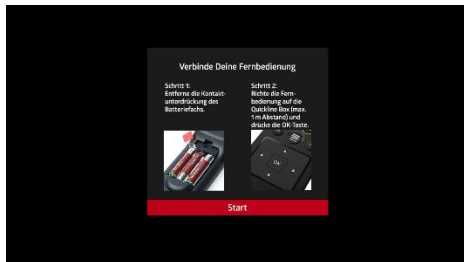 Verbinde Deine Fernbedienung
Schritt 1:
Entferne die Kontakt-
unterdrückung des
Batteriefachs.
Schritt 2:
Richte die Fern-
bedienung auf die
Quickline Box (max.
1 m Abstand) und
drücke die OK-Taste.
OK
Start